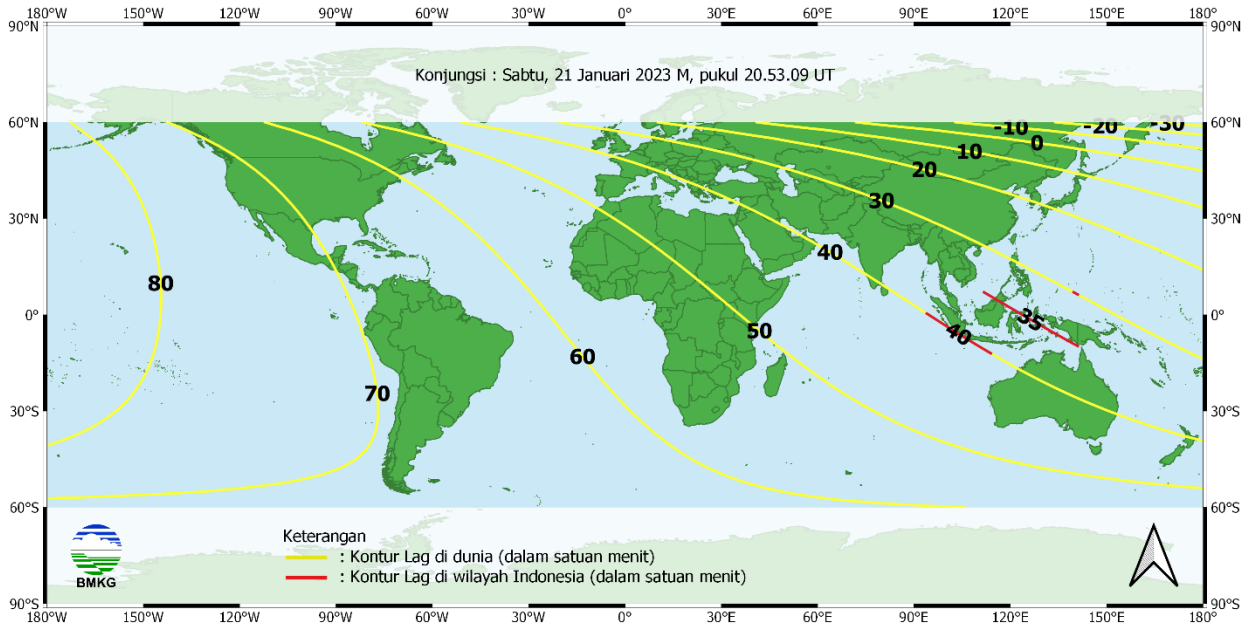 180° 150°W 120°W 90°W 60°W 30°W 0° 30°E 60°E 90°E 120°E 150°E 180°
90°N 90°N
Konjungsi : Sabtu, 21 Januari 2023 M, pukul 20.53.09 UT
60°N 60°N
-10 -20 -30
0
10
20
30
30°N 30°N
40
80
0° 0°
35
40
50
60
70
30°S 30°S
60°S 60°S
Keterangan
: Kontur Lag di dunia (dalam satuan menit)
: Kontur Lag di wilayah Indonesia (dalam satuan menit)
BMKG
90°S 90°S
180° 150°W 120°W 90°W 60°W 30°W 0° 30°E 60°E 90°E 120°E 150°E 180°